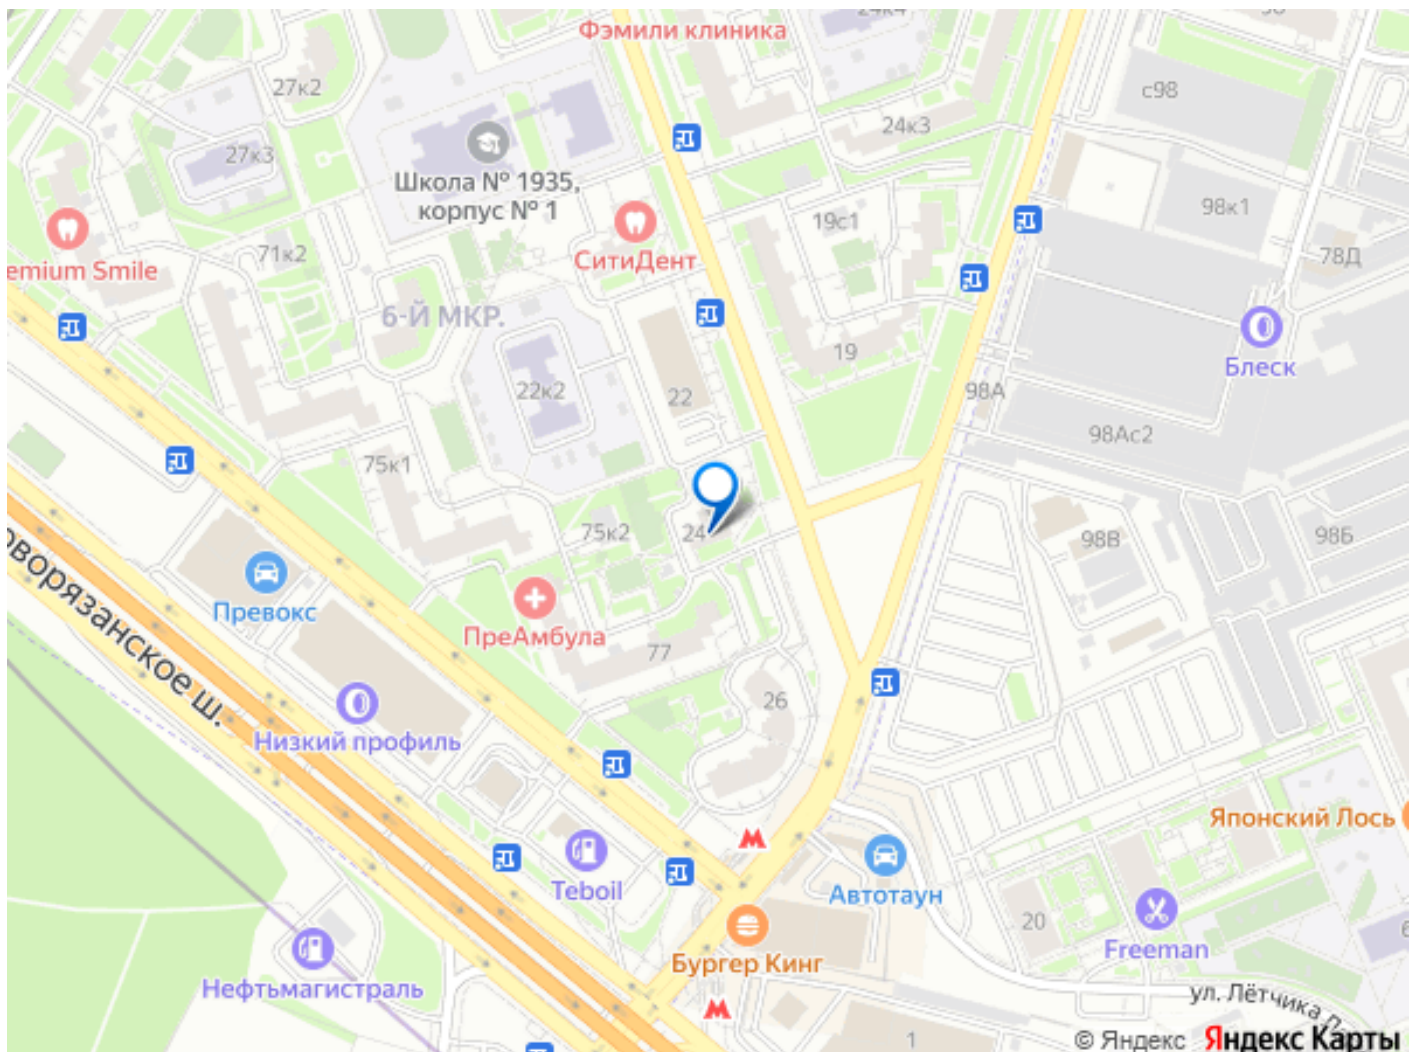 24к4
Фэмили клиника
27к2
с98
24к3
27к3
Школа № 1935,
корпус № 1
98к1
19с1
71к2
78Д
emium Smile
СитиДент
6-Й МКР.
19
Блеск
22к2
22
98А
98Ас2
75к1
24
75к2
98В
98Б
оворязанское ш.
Превокс
ПреАмбула
77
26
Низкий профиль
Японский Лось
Teboil
Автотаун
20
Freeman
6
Бургер Кинг
Нефтьмагистраль
ул. Лётчика П
1
© Яндекс Яндекс Карты